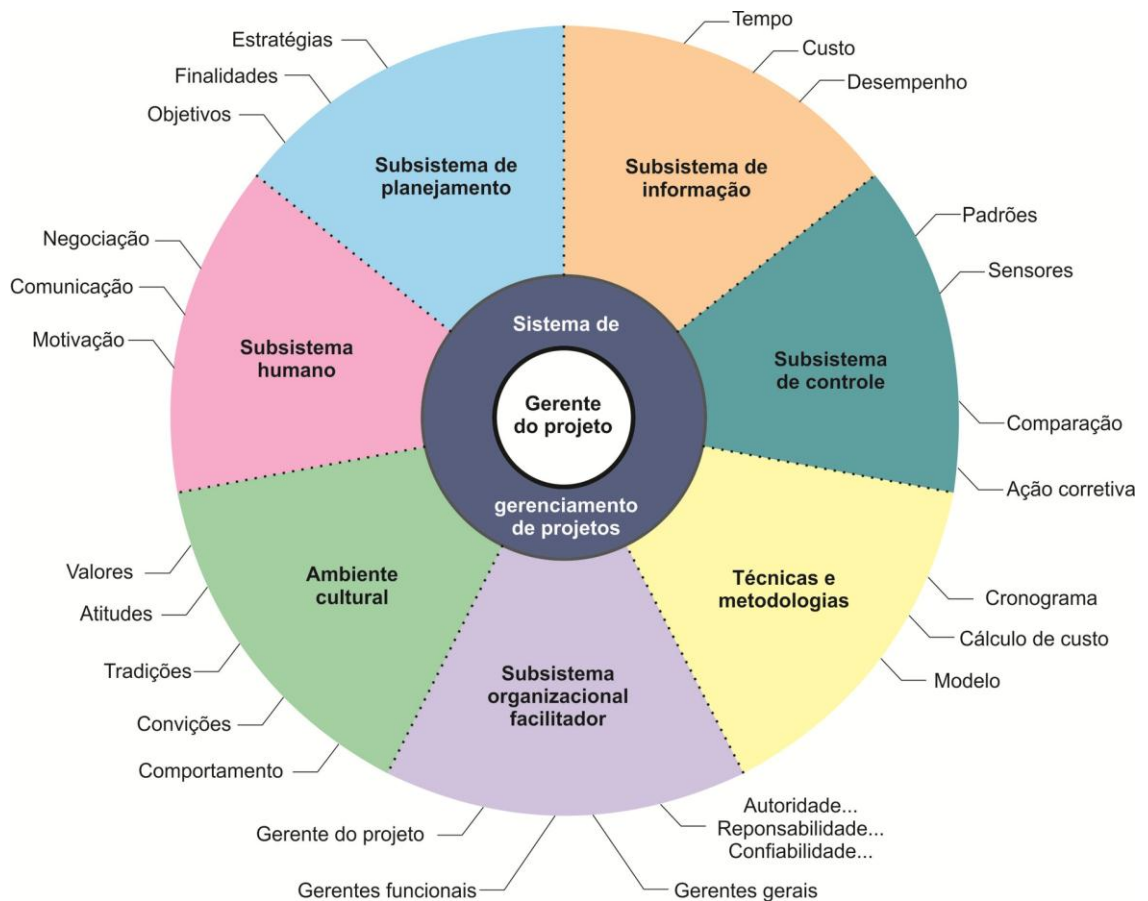 Tempo
Custo
Desempenho
Estratégias
Finalidades
Objetivos
Subsistema de
planejamento
Subsistema de
informação
Padrões
Sensores
Comparação
Ação corretiva
Subsistema
de controle
Negociação
Comunicação
Motivação
Subsistema
humano
Sistema de
Gerente
do projeto
gerenciamento
de projetos
Técnicas e
metodologias
Cronograma
Cálculo de custo
Modelo
Ambiente
cultural
Valores
Atitudes
Tradições
Convições
Comportamento
Subsistema
organizacional
facilitador
Gerente do projeto
Gerentes funcionais
Gerentes gerais
Autoridade...
Reponsabilidade...
Confiabilidade...